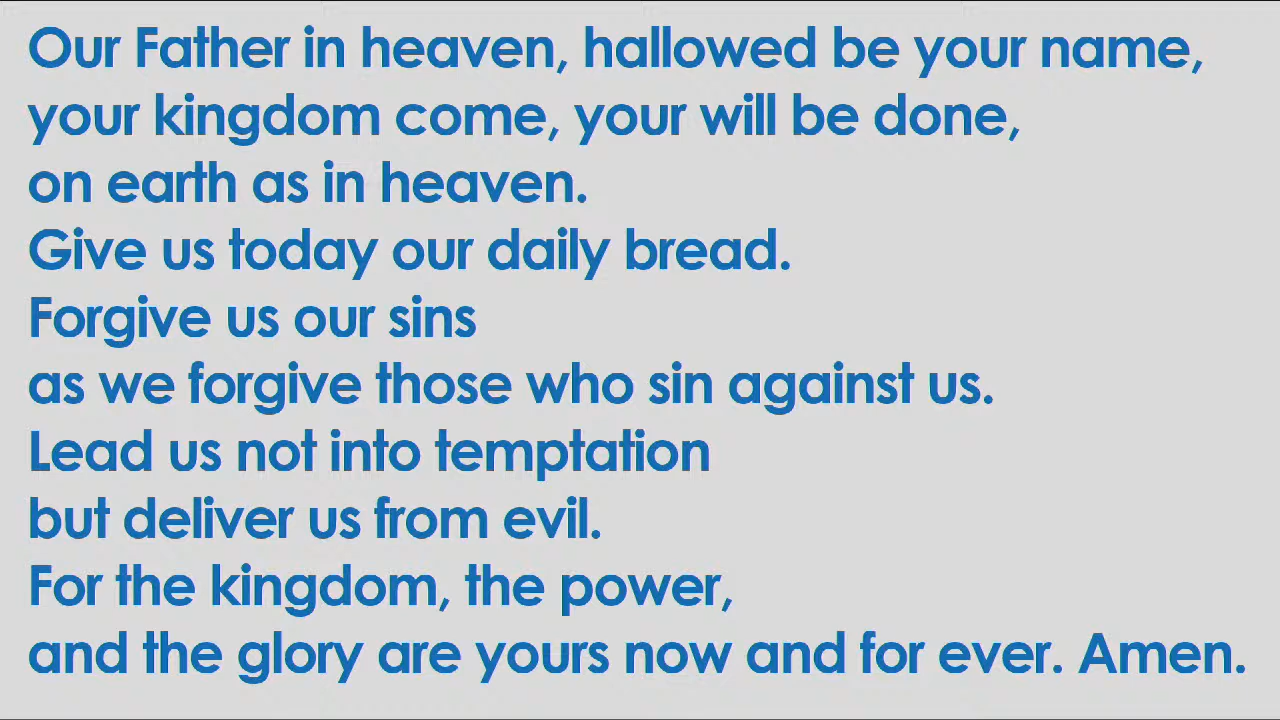 Our Father in heaven, hallowed be your name,
your kingdom come, your will be done,
on earth as in heaven.
Give us today our daily bread.
Forgive us our sins
as we forgive those who sin against us.
Lead us not into temptation
but deliver us from evil.
For the kingdom, the power,
and the glory are yours now and for ever. Amen.